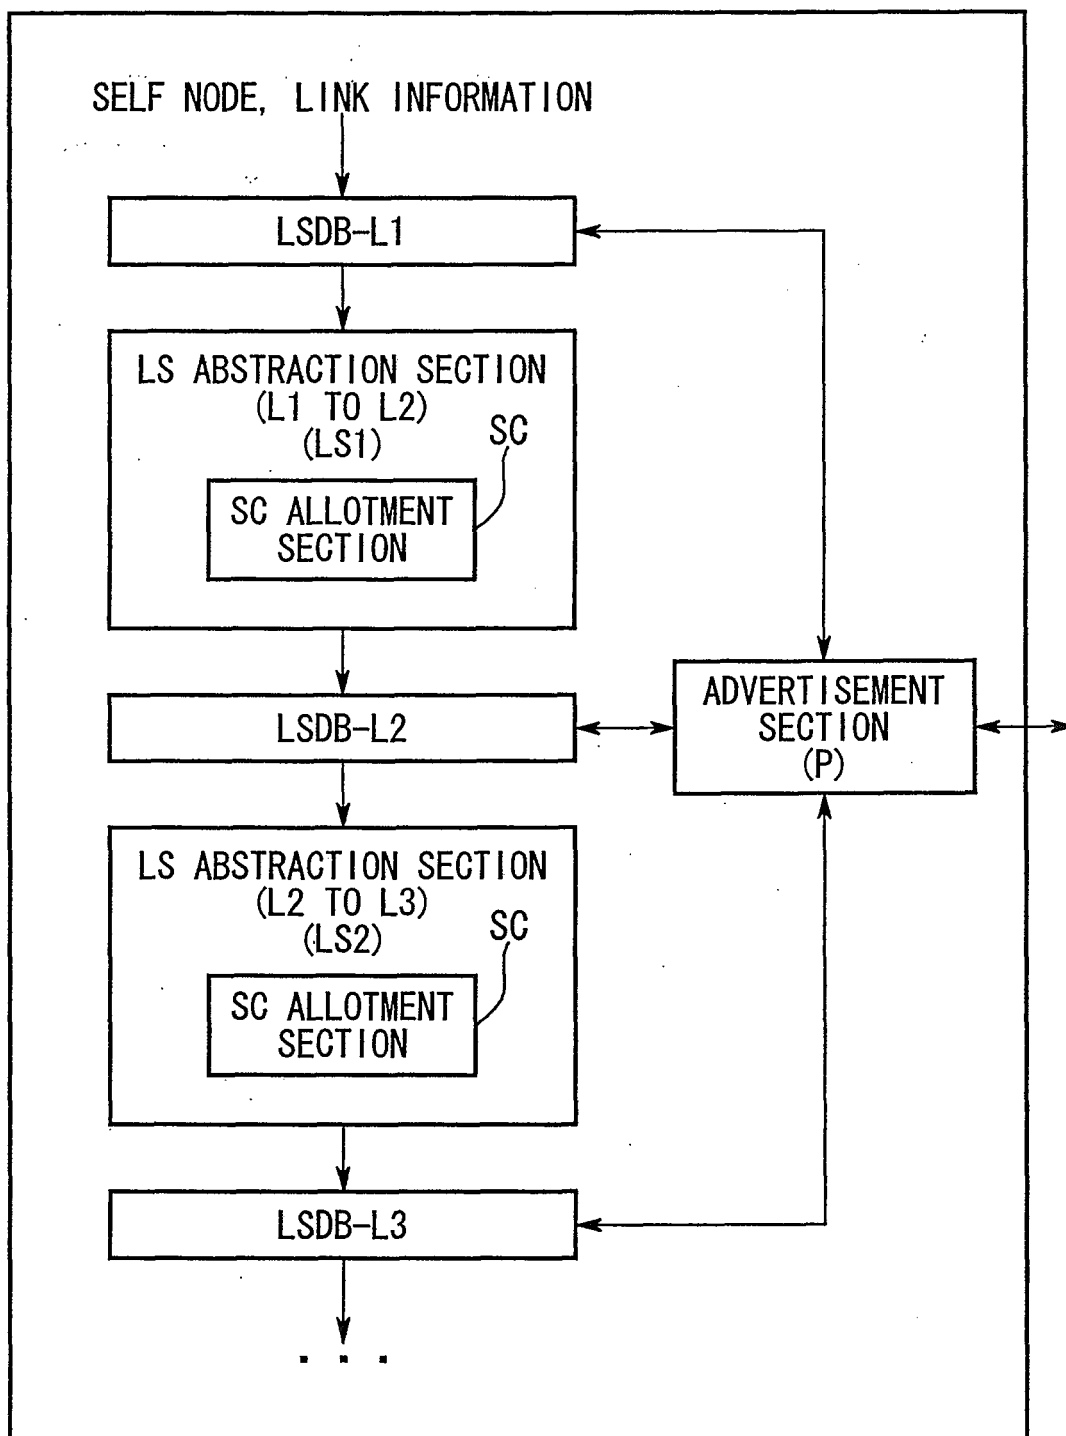 SELF NODE, LINK INFORMATION
LSDB-L1
LS ABSTRACTION SECTION
(L1 TO L2)
(LS1)
SC
SC ALLOTMENT
SECTION
LSDB-L2
ADVERTISEMENT
SECTION
(P)
LS ABSTRACTION SECTION
(L2 TO L3)
(LS2)
SC
SC ALLOTMENT
SECTION
LSDB-L3
...